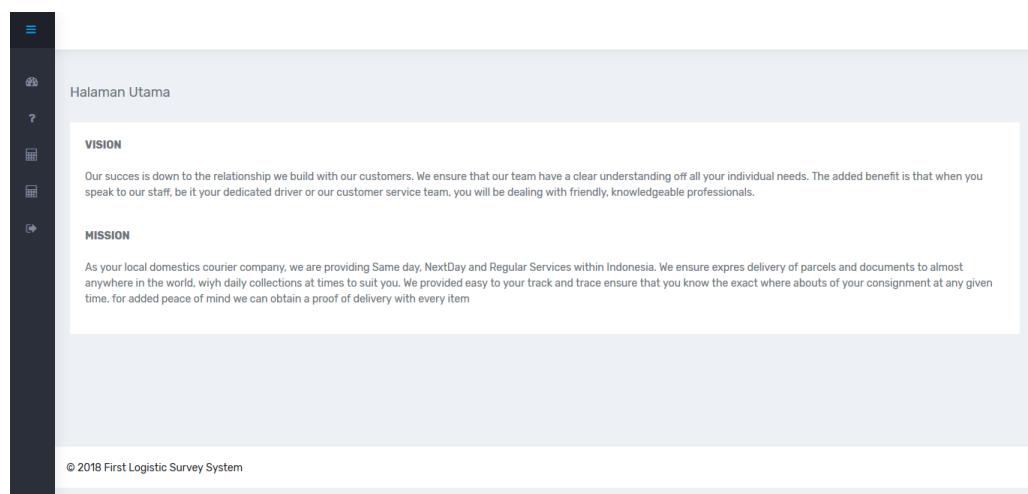 Halaman Utama
VISION
Our succes is down to the relationship we build with our customers. We ensure that our team have a clear understanding off all your individual needs. The added benefit is that when you
speak to our staff, be it your dedicated driver or our customer service team, you will be dealing with friendly, knowledgeable professionals.
MISSION
As your local domestics courier company, we are providing Same day, NextDay and Regular Services within Indonesia. We ensure expres delivery of parcels and documents to almost
anywhere in the world, wiyh daily collections at times to suit you. We provided easy to your track and trace ensure that you know the exact where abouts of your consignment at any given
time. for added peace of mind we can obtain a proof of delivery with every item
© 2018 First Logistic Survey System